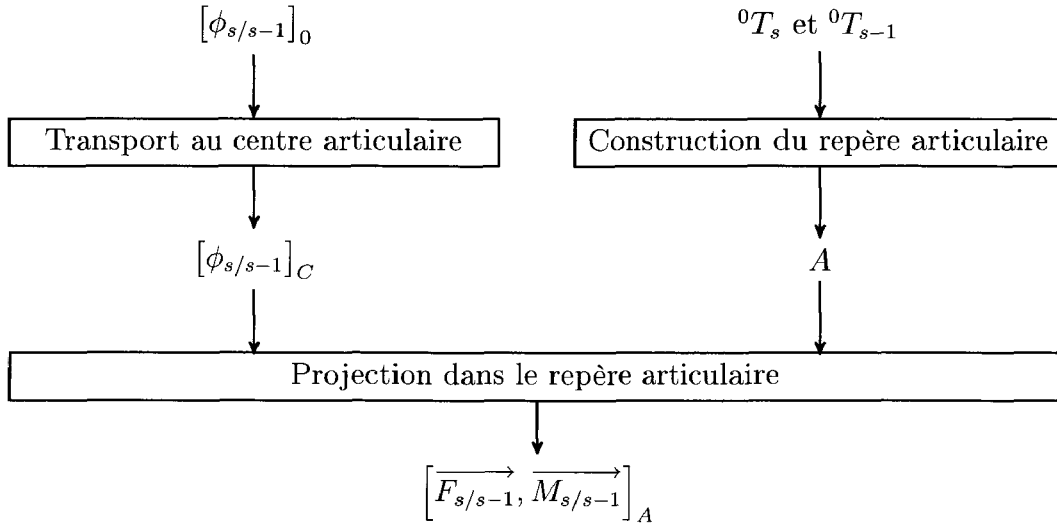 [ϕ_{s/s−1}]_0
⁰T_s et ⁰T_{s−1}
Transport au centre articulaire
Construction du repère articulaire
[ϕ_{s/s−1}]_C
A
Projection dans le repère articulaire
[\overrightarrow{F_{s/s−1}}, \overrightarrow{M_{s/s−1}}]_A